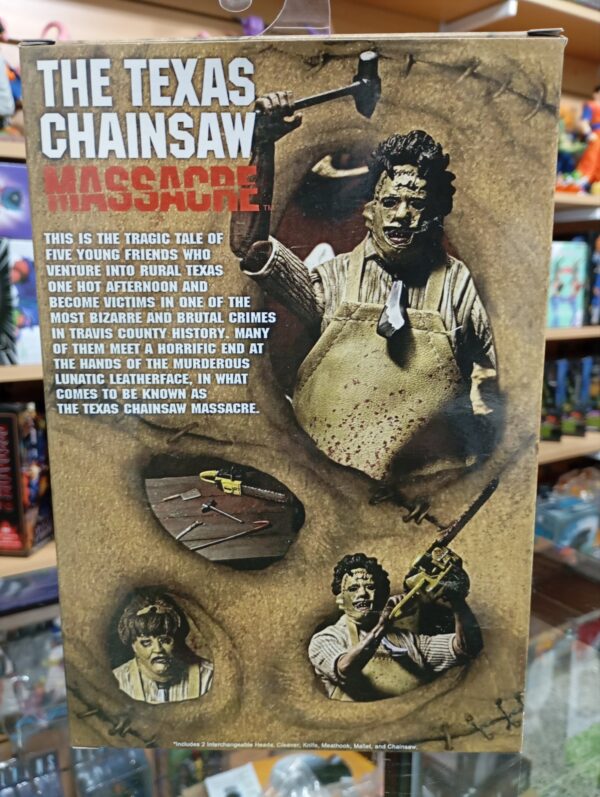 THE TEXAS
CHAINSAW
MASSACRE™
THIS IS THE TRAGIC TALE OF
FIVE YOUNG FRIENDS WHO
VENTURE INTO RURAL TEXAS
ONE HOT AFTERNOON AND
BECOME VICTIMS IN ONE OF THE
MOST BIZARRE AND BRUTAL CRIMES
IN TRAVIS COUNTY HISTORY. MANY
OF THEM MEET A HORRIFIC END AT
THE HANDS OF THE MURDEROUS
LUNATIC LEATHERFACE, IN WHAT
COMES TO BE KNOWN AS
THE TEXAS CHAINSAW MASSACRE.
*Includes 2 Interchangeable Heads, Cleaver, Knife, Meathook, Mallet, and Chainsaw.
ALIENS